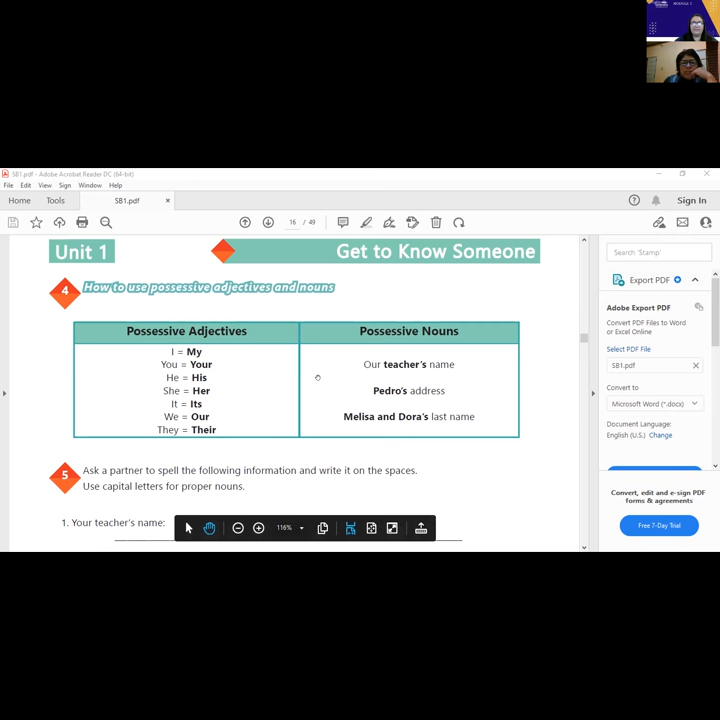 MODULE 1
SB1.pdf - Adobe Acrobat Reader DC (64-bit)
File Edit View Sign Window Help
Home Tools SB1.pdf × Sign In
16 / 49
Search 'Stamp'
Unit 1 Get to Know Someone
4 How to use possessive adjectives and nouns
Possessive Adjectives Possessive Nouns
I = My
You = Your Our teacher's name
He = His
She = Her Pedro's address
It = Its
We = Our Melisa and Dora's last name
They = Their
5 Ask a partner to spell the following information and write it on the spaces.
Use capital letters for proper nouns.
1. Your teacher's name:
116%
Export PDF
Adobe Export PDF
Convert PDF Files to Word
or Excel Online
Select PDF File
SB1.pdf ×
Convert to
Microsoft Word (*.docx)
Document Language:
English (U.S.) Change
Convert, edit and e-sign PDF
forms & agreements
Free 7-Day Trial